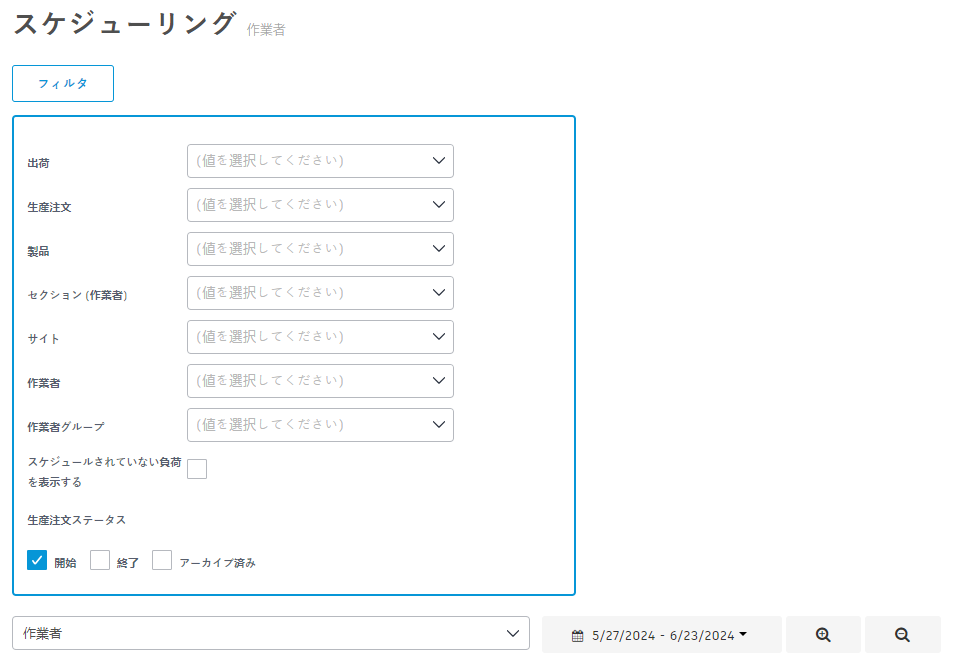 スケジューリング 作業者
フィルタ
出荷 (値を選択してください)
生産注文 (値を選択してください)
製品 (値を選択してください)
セクション (作業者) (値を選択してください)
サイト (値を選択してください)
作業者 (値を選択してください)
作業者グループ (値を選択してください)
スケジュールされていない負荷
を表示する
生産注文ステータス
開始 終了 アーカイブ済み
作業者 5/27/2024 - 6/23/2024